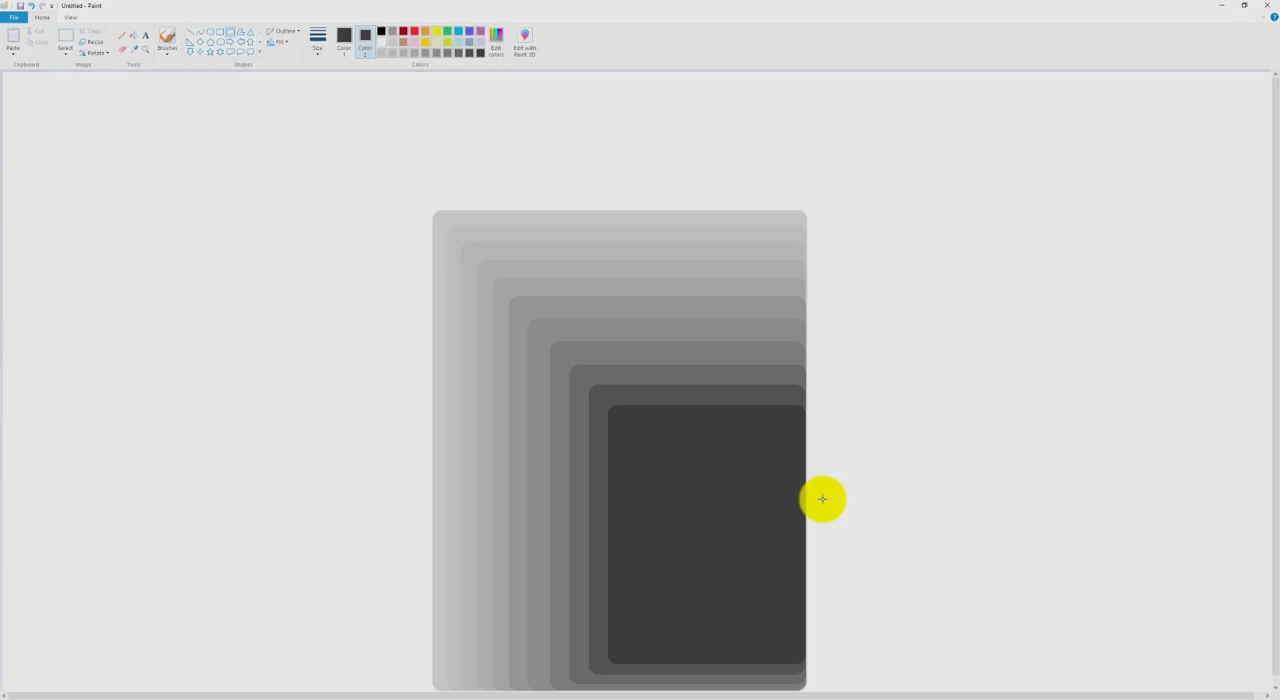 Untitled - Paint
File Home View
Paste
Cut
Copy
Clipboard
Select
Crop
Resize
Rotate
Image
A
Tools
Brushes
Outline
Fill
Shapes
Size
Color 1
Color 2
Edit colors
Edit with Paint 3D
Colors